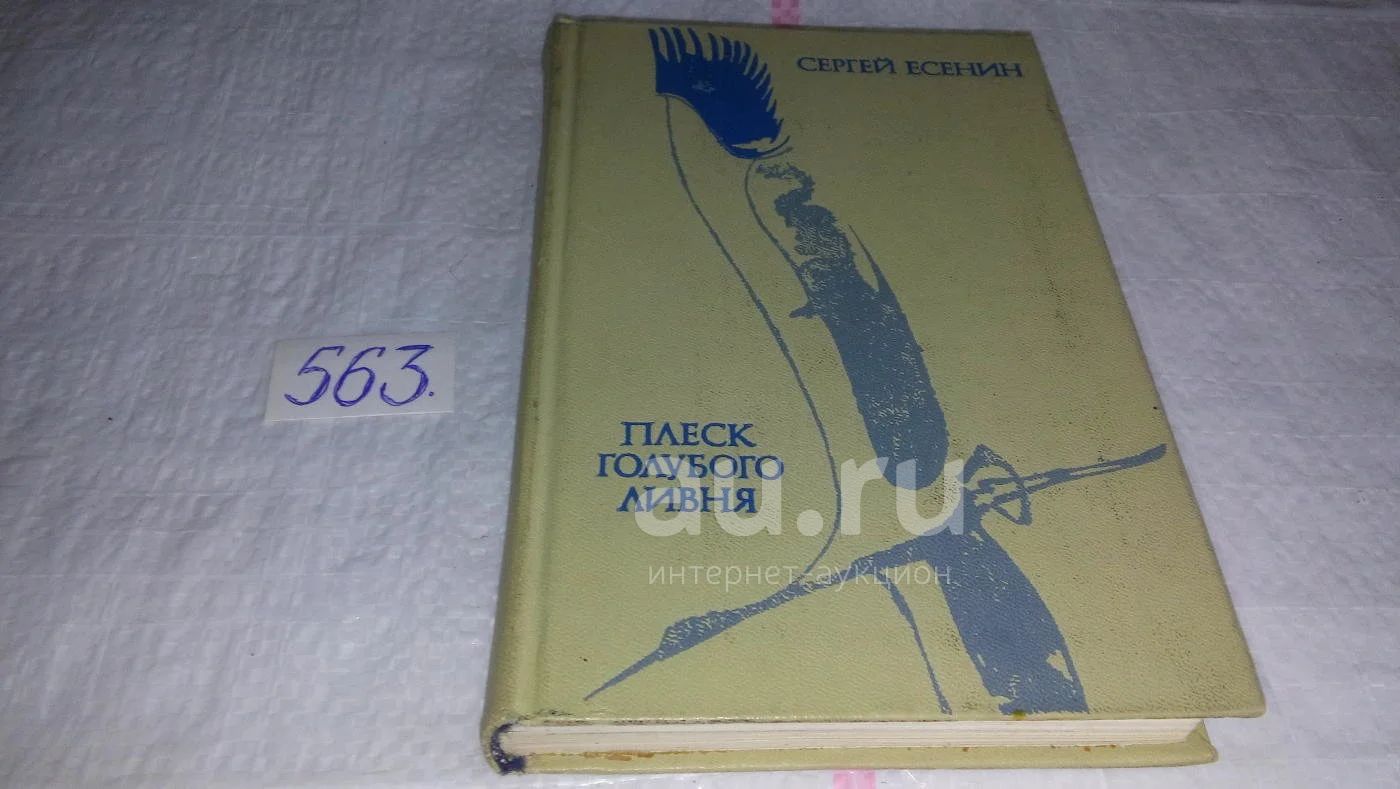 СЕРГЕЙ ЕСЕНИН
563.
ПЛЕСК
ГОЛУБОГО
ЛИВНЯ
au.ru
интернет-аукцион